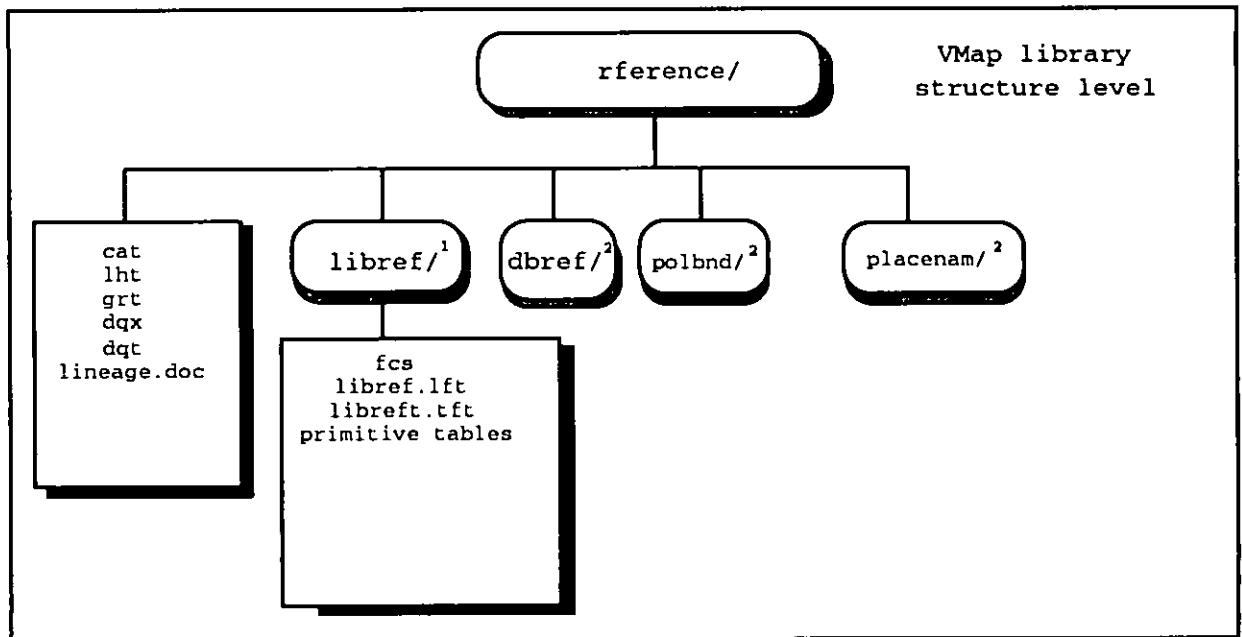 rference/
VMap library
structure level
cat
lht
grt
dqx
dqt
lineage.doc
libref/¹
dbref/²
polbnd/²
placenam/²
fcs
libref.lft
libreft.tft
primitive tables